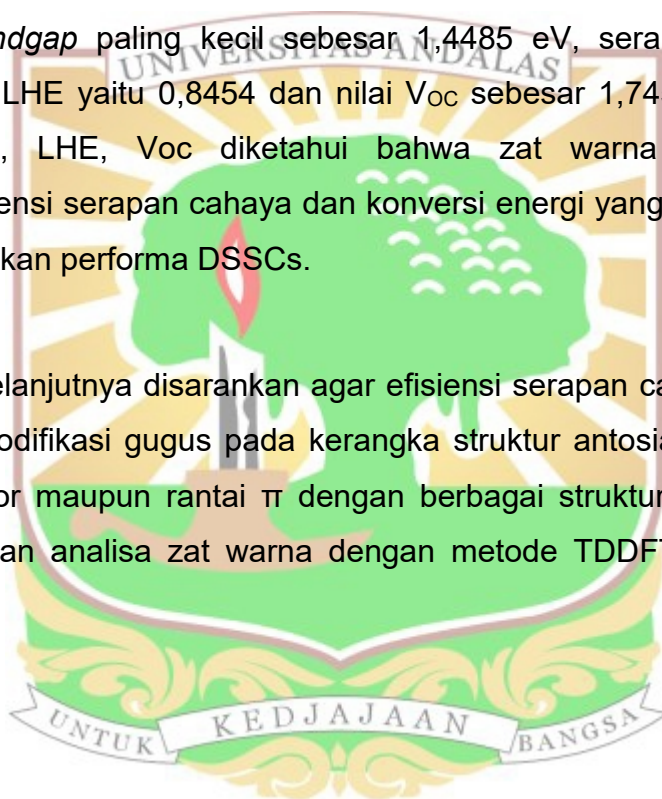 ndgap paling kecil sebesar 1,4485 eV, sera
UNIVERSITAS ANDALAS
LHE yaitu 0,8454 dan nilai VOC sebesar 1,74
, LHE, Voc diketahui bahwa zat warna
ensi serapan cahaya dan konversi energi yang
kan performa DSSCs.
elanjutnya disarankan agar efisiensi serapan ca
odifikasi gugus pada kerangka struktur antosia
or maupun rantai π dengan berbagai struktur
an analisa zat warna dengan metode TDDFT
UNTUK KEDJAJAAN BANGSA